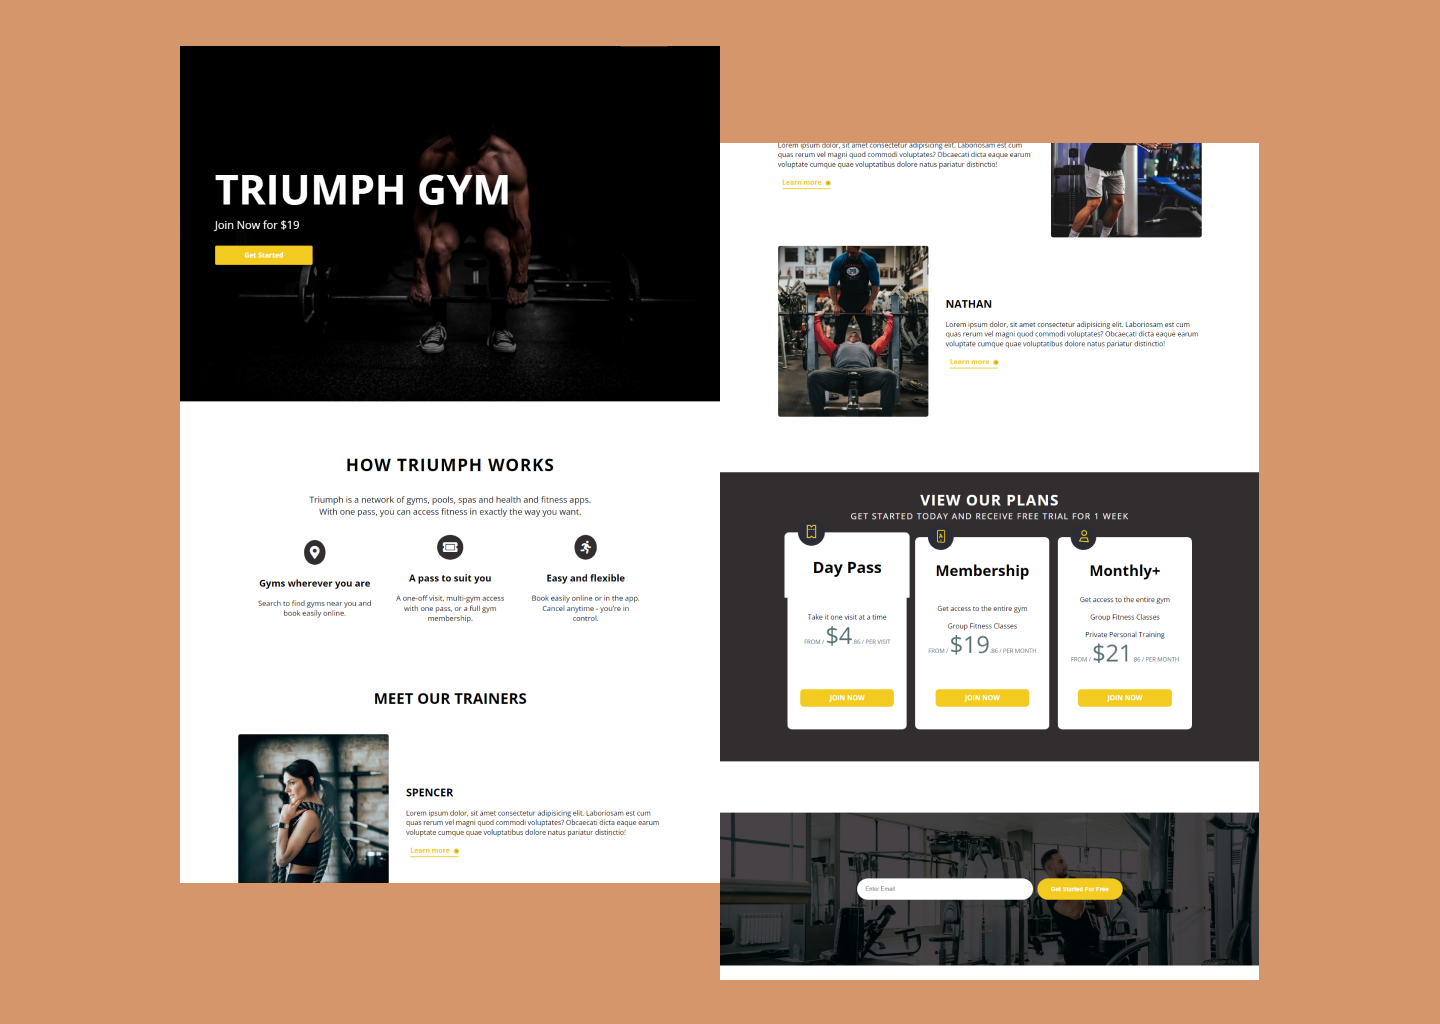 TRIUMPH GYM
Join Now for $19
Get Started
HOW TRIUMPH WORKS
Triumph is a network of gyms, pools, spas and health and fitness apps.
With one pass, you can access fitness in exactly the way you want.
Gyms wherever you are
Search to find gyms near you and
book easily online.
A pass to suit you
A one-off visit, multi-gym access
with one pass, or a full gym
membership.
Easy and flexible
Book easily online or in the app.
Cancel anytime - you're in
control.
MEET OUR TRAINERS
SPENCER
Lorem ipsum dolor, sit amet consectetur adipisicing elit. Laboriosam est cum
quas rerum vel magni quod commodi voluptates? Obcaecati dicta eaque earum
voluptate cumque quae voluptatibus dolore natus pariatur distinctio!
Learn more
Lorem ipsum dolor, sit amet consectetur adipisicing elit. Laboriosam est cum
quas rerum vel magni quod commodi voluptates? Obcaecati dicta eaque earum
voluptate cumque quae voluptatibus dolore natus pariatur distinctio!
Learn more
NATHAN
Lorem ipsum dolor, sit amet consectetur adipisicing elit. Laboriosam est cum
quas rerum vel magni quod commodi voluptates? Obcaecati dicta eaque earum
voluptate cumque quae voluptatibus dolore natus pariatur distinctio!
Learn more
VIEW OUR PLANS
GET STARTED TODAY AND RECEIVE FREE TRIAL FOR 1 WEEK
Day Pass
Take it one visit at a time
FROM / $4.86 / PER VISIT
JOIN NOW
Membership
Get access to the entire gym
Group Fitness Classes
FROM / $19.86 / PER MONTH
JOIN NOW
Monthly+
Get access to the entire gym
Group Fitness Classes
Private Personal Training
FROM / $21.86 / PER MONTH
JOIN NOW
Enter Email
Get Started For Free